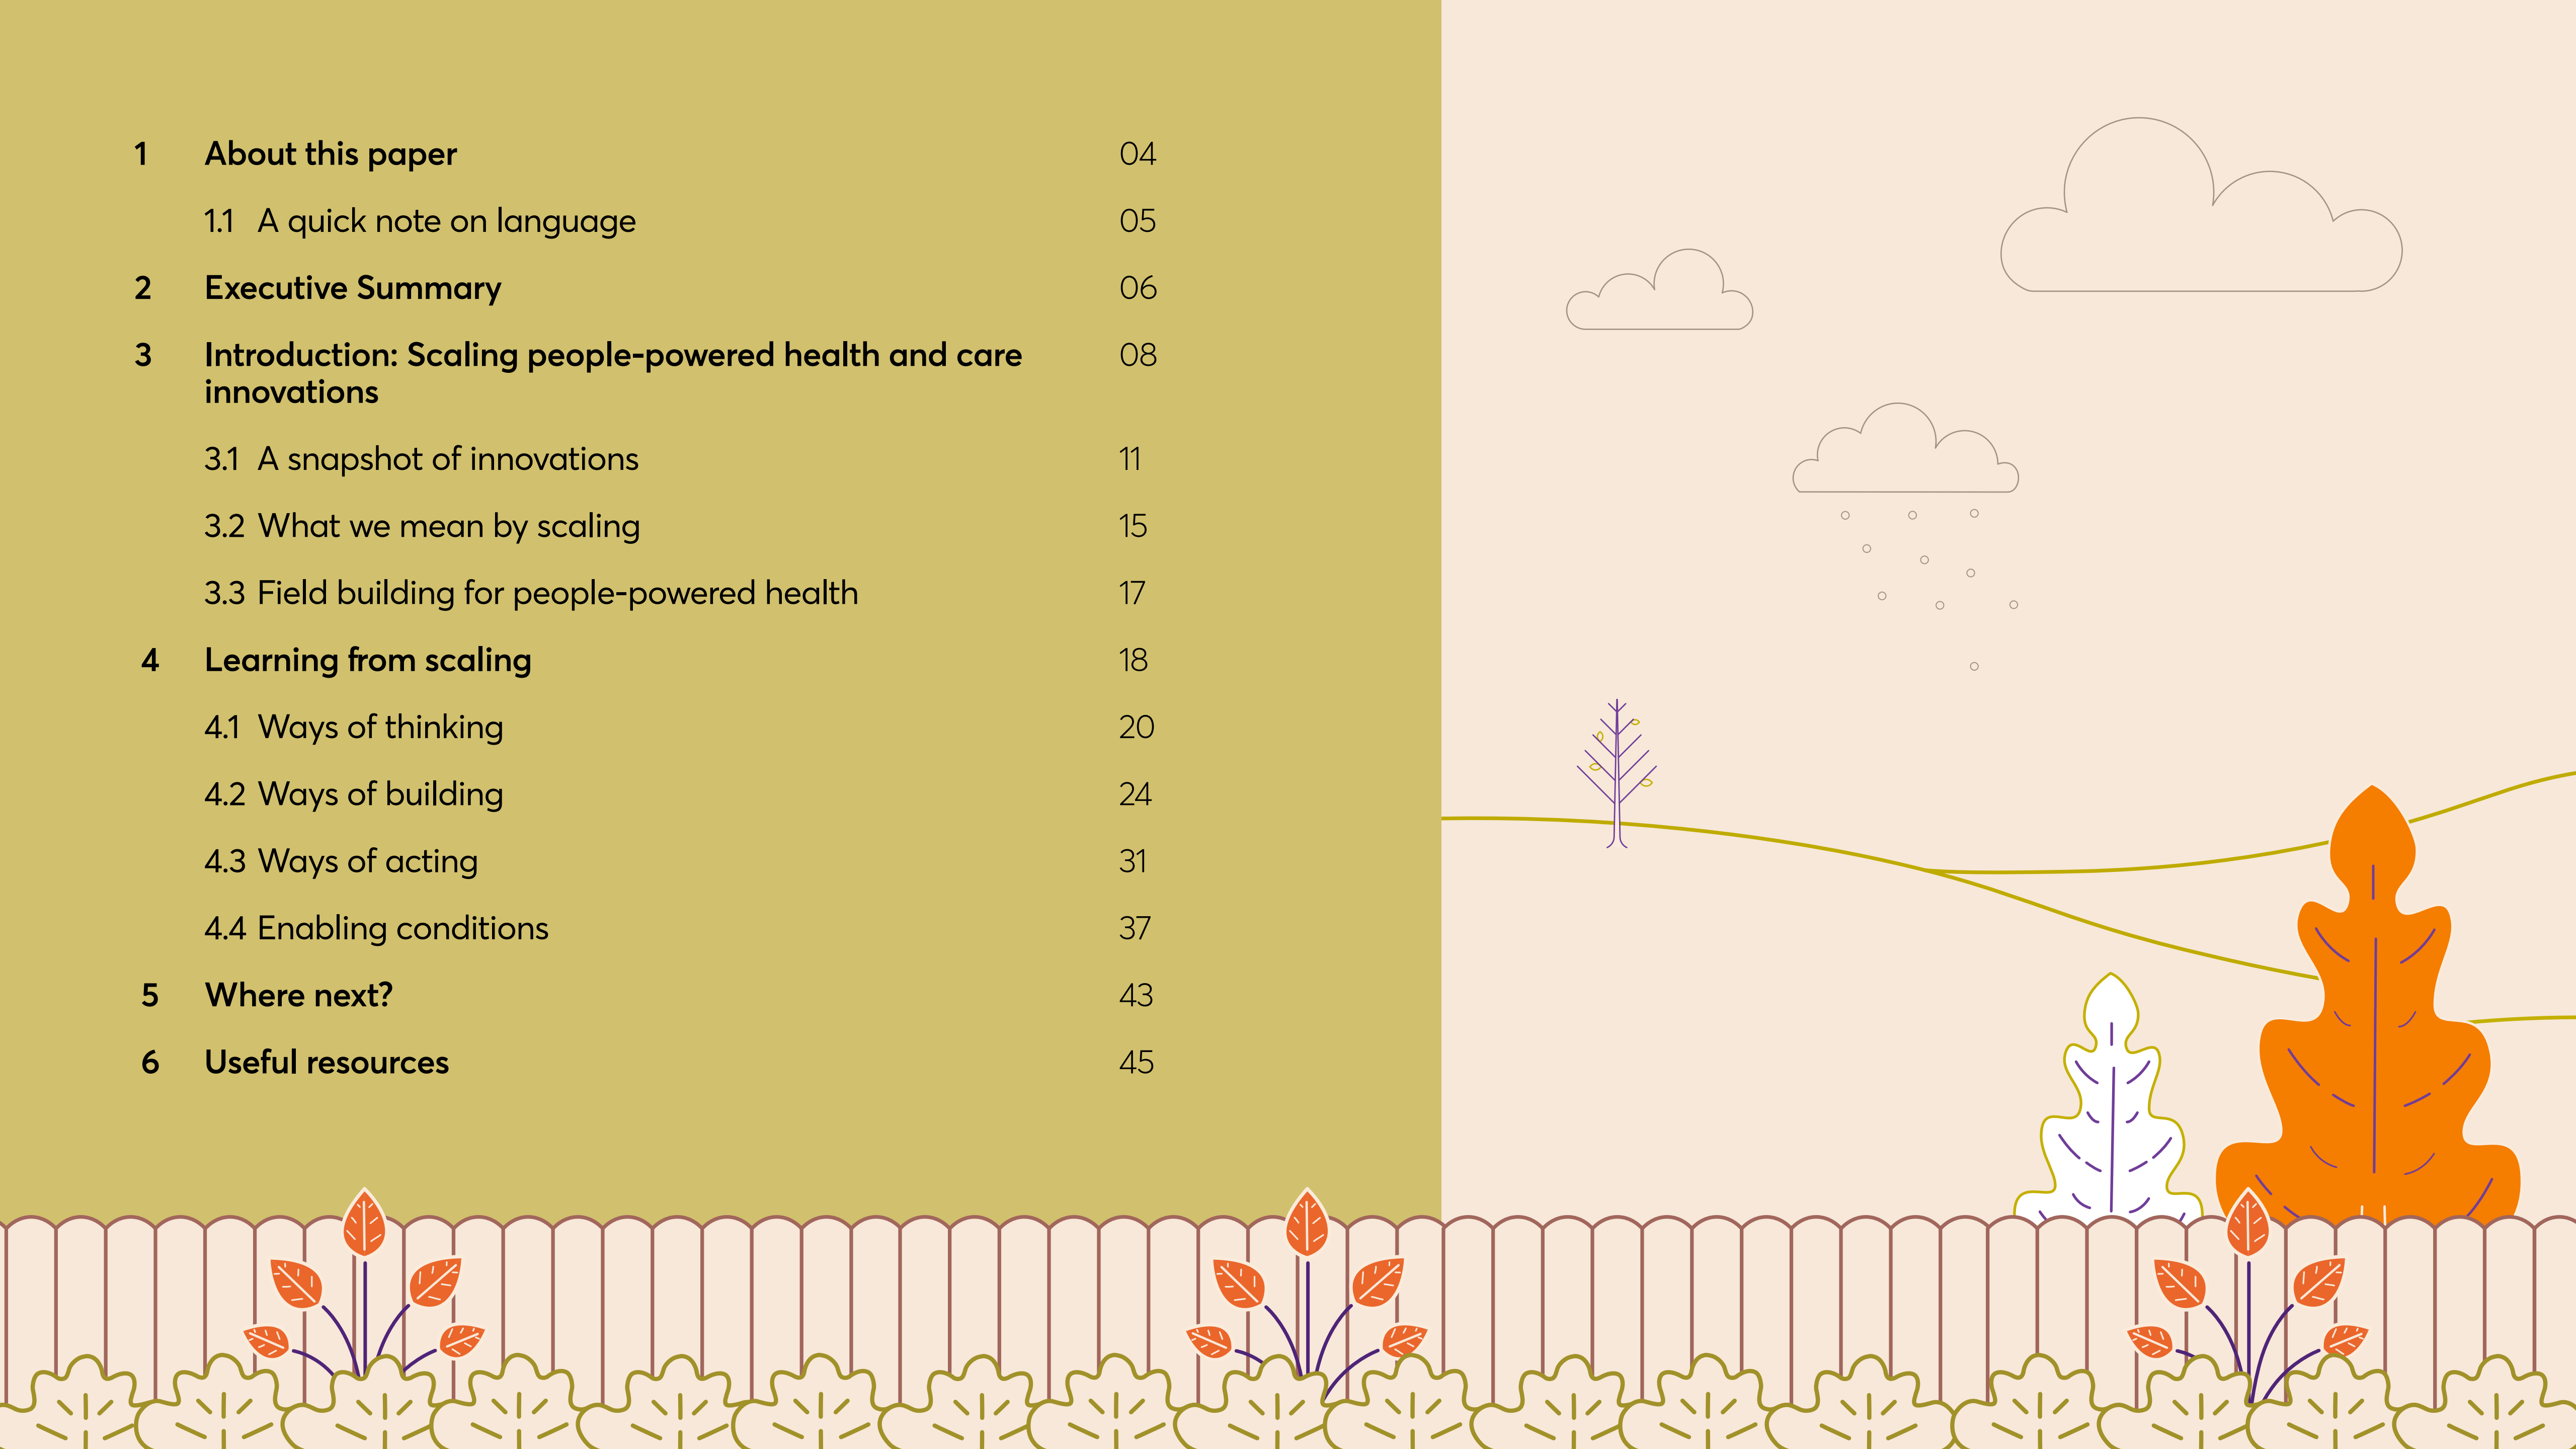 1 About this paper 04
1.1 A quick note on language 05
2 Executive Summary 06
3 Introduction: Scaling people-powered health and care 08
innovations
3.1 A snapshot of innovations 11
3.2 What we mean by scaling 15
3.3 Field building for people-powered health 17
4 Learning from scaling 18
4.1 Ways of thinking 20
4.2 Ways of building 24
4.3 Ways of acting 31
4.4 Enabling conditions 37
5 Where next? 43
6 Useful resources 45